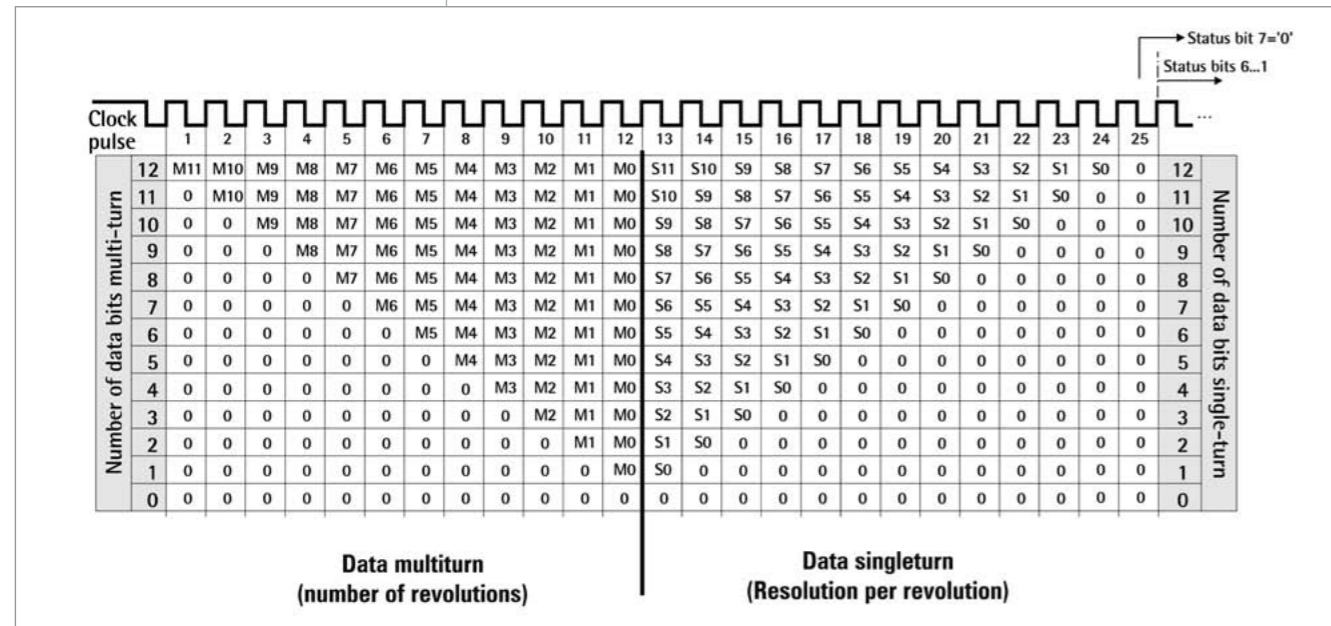 Status bit 7='0'
Status bits 6...1
Clock
pulse
...
1 2 3 4 5 6 7 8 9 10 11 12 13 14 15 16 17 18 19 20 21 22 23 24 25
Number of data bits multi-turn
12 M11 M10 M9 M8 M7 M6 M5 M4 M3 M2 M1 M0 S11 S10 S9 S8 S7 S6 S5 S4 S3 S2 S1 S0 0 12
11 0 M10 M9 M8 M7 M6 M5 M4 M3 M2 M1 M0 S10 S9 S8 S7 S6 S5 S4 S3 S2 S1 S0 0 0 11
10 0 0 M9 M8 M7 M6 M5 M4 M3 M2 M1 M0 S9 S8 S7 S6 S5 S4 S3 S2 S1 S0 0 0 0 10
9 0 0 0 M8 M7 M6 M5 M4 M3 M2 M1 M0 S8 S7 S6 S5 S4 S3 S2 S1 S0 0 0 0 0 9
8 0 0 0 0 M7 M6 M5 M4 M3 M2 M1 M0 S7 S6 S5 S4 S3 S2 S1 S0 0 0 0 0 0 8
7 0 0 0 0 0 M6 M5 M4 M3 M2 M1 M0 S6 S5 S4 S3 S2 S1 S0 0 0 0 0 0 0 7
6 0 0 0 0 0 0 M5 M4 M3 M2 M1 M0 S5 S4 S3 S2 S1 S0 0 0 0 0 0 0 0 6
5 0 0 0 0 0 0 0 M4 M3 M2 M1 M0 S4 S3 S2 S1 S0 0 0 0 0 0 0 0 0 5
4 0 0 0 0 0 0 0 0 M3 M2 M1 M0 S3 S2 S1 S0 0 0 0 0 0 0 0 0 0 4
3 0 0 0 0 0 0 0 0 0 M2 M1 M0 S2 S1 S0 0 0 0 0 0 0 0 0 0 0 3
2 0 0 0 0 0 0 0 0 0 0 M1 M0 S1 S0 0 0 0 0 0 0 0 0 0 0 0 2
1 0 0 0 0 0 0 0 0 0 0 0 M0 S0 0 0 0 0 0 0 0 0 0 0 0 0 1
0 0 0 0 0 0 0 0 0 0 0 0 0 0 0 0 0 0 0 0 0 0 0 0 0 0 0
Number of data bits single-turn
Data multiturn
(number of revolutions)
Data singleturn
(Resolution per revolution)